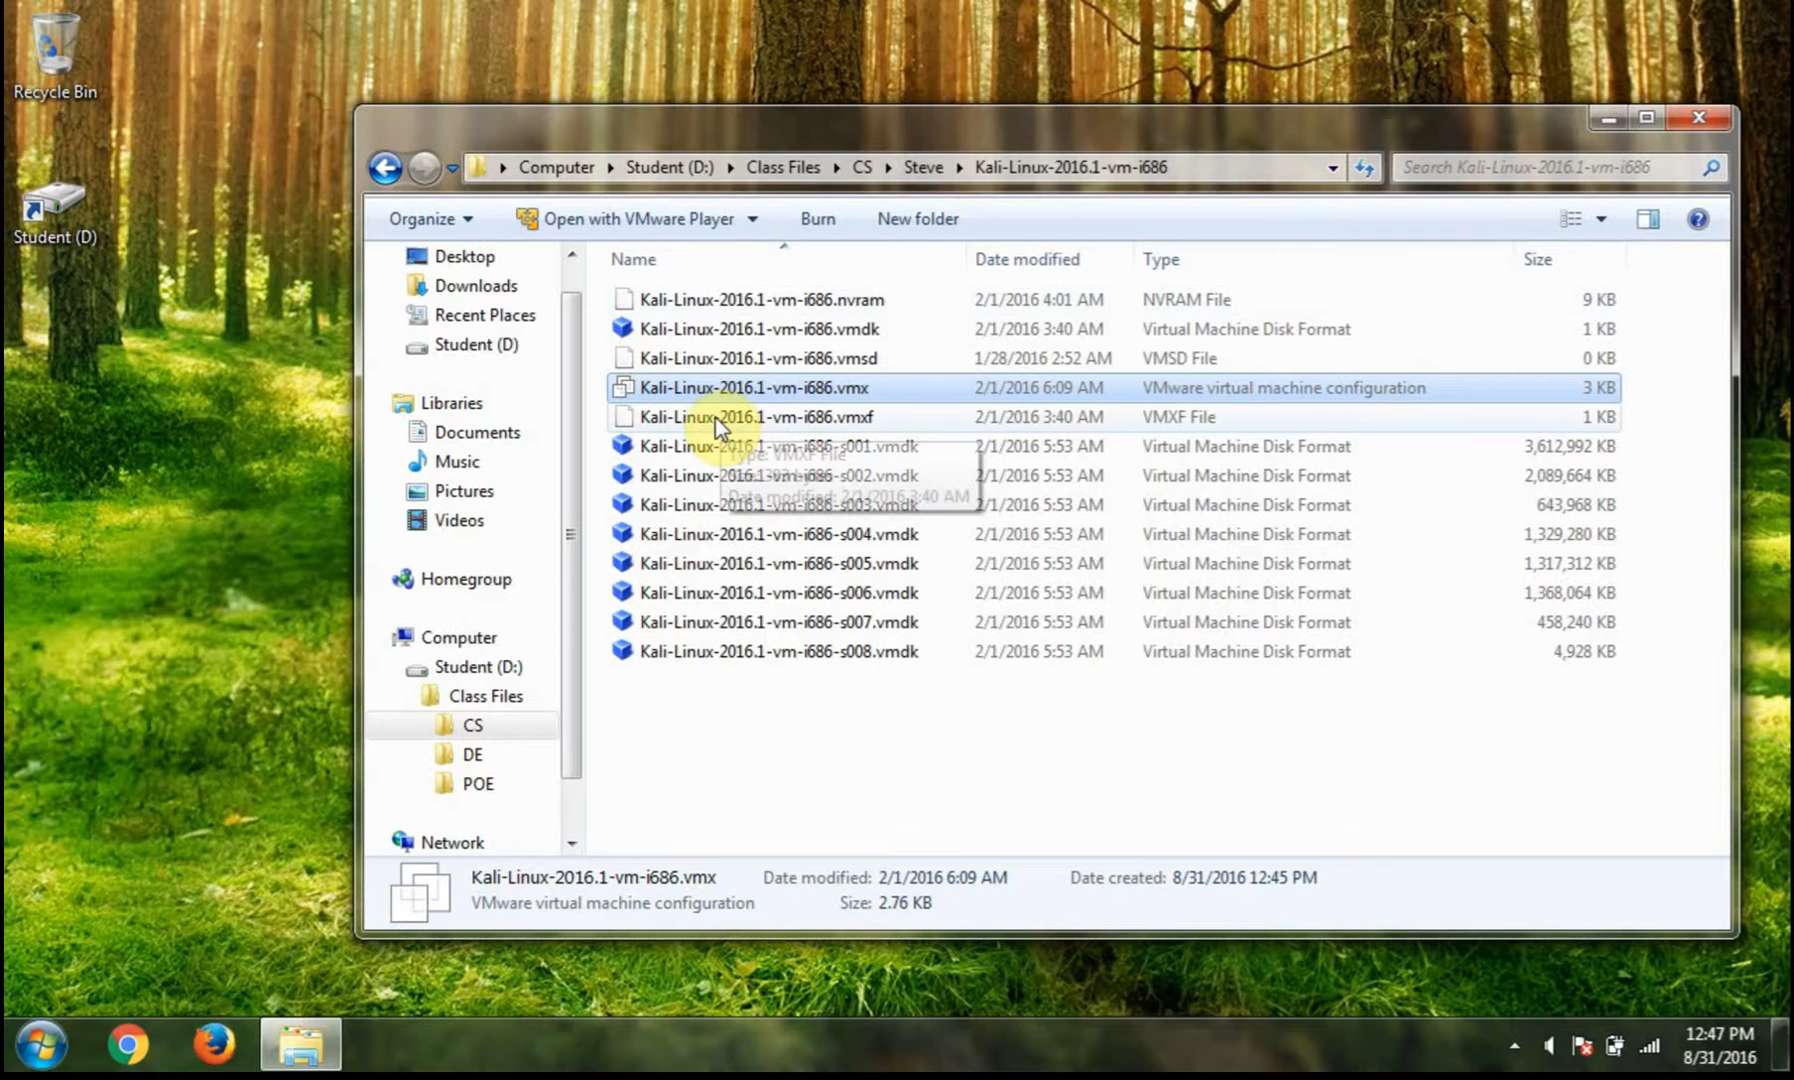 Recycle Bin
Student (D)
Computer Student (D:) Class Files CS Steve Kali-Linux-2016.1-vm-i686
Search Kali-Linux-2016.1-vm-i686
Organize Open with VMware Player Burn New folder
Desktop
Downloads
Recent Places
Student (D)
Libraries
Documents
Music
Pictures
Videos
Homegroup
Computer
Student (D:)
Class Files
CS
DE
POE
Network
Name Date modified Type Size
Kali-Linux-2016.1-vm-i686.nvram 2/1/2016 4:01 AM NVRAM File 9 KB
Kali-Linux-2016.1-vm-i686.vmdk 2/1/2016 3:40 AM Virtual Machine Disk Format 1 KB
Kali-Linux-2016.1-vm-i686.vmsd 1/28/2016 2:52 AM VMSD File 0 KB
Kali-Linux-2016.1-vm-i686.vmx 2/1/2016 6:09 AM VMware virtual machine configuration 3 KB
Kali-Linux-2016.1-vm-i686.vmxf 2/1/2016 3:40 AM VMXF File 1 KB
Kali-Linux-2016.1-vm-i686-s001.vmdk 2/1/2016 5:53 AM Virtual Machine Disk Format 3,612,992 KB
Kali-Linux-2016.1-vm-i686-s002.vmdk 2/1/2016 5:53 AM Virtual Machine Disk Format 2,089,664 KB
Kali-Linux-2016.1-vm-i686-s003.vmdk 2/1/2016 5:53 AM Virtual Machine Disk Format 643,968 KB
Kali-Linux-2016.1-vm-i686-s004.vmdk 2/1/2016 5:53 AM Virtual Machine Disk Format 1,329,280 KB
Kali-Linux-2016.1-vm-i686-s005.vmdk 2/1/2016 5:53 AM Virtual Machine Disk Format 1,317,312 KB
Kali-Linux-2016.1-vm-i686-s006.vmdk 2/1/2016 5:53 AM Virtual Machine Disk Format 1,368,064 KB
Kali-Linux-2016.1-vm-i686-s007.vmdk 2/1/2016 5:53 AM Virtual Machine Disk Format 458,240 KB
Kali-Linux-2016.1-vm-i686-s008.vmdk 2/1/2016 5:53 AM Virtual Machine Disk Format 4,928 KB
Type: VMXF File
Date modified: 2/1/2016 3:40 AM
Kali-Linux-2016.1-vm-i686.vmx Date modified: 2/1/2016 6:09 AM Date created: 8/31/2016 12:45 PM
VMware virtual machine configuration Size: 2.76 KB
12:47 PM
8/31/2016